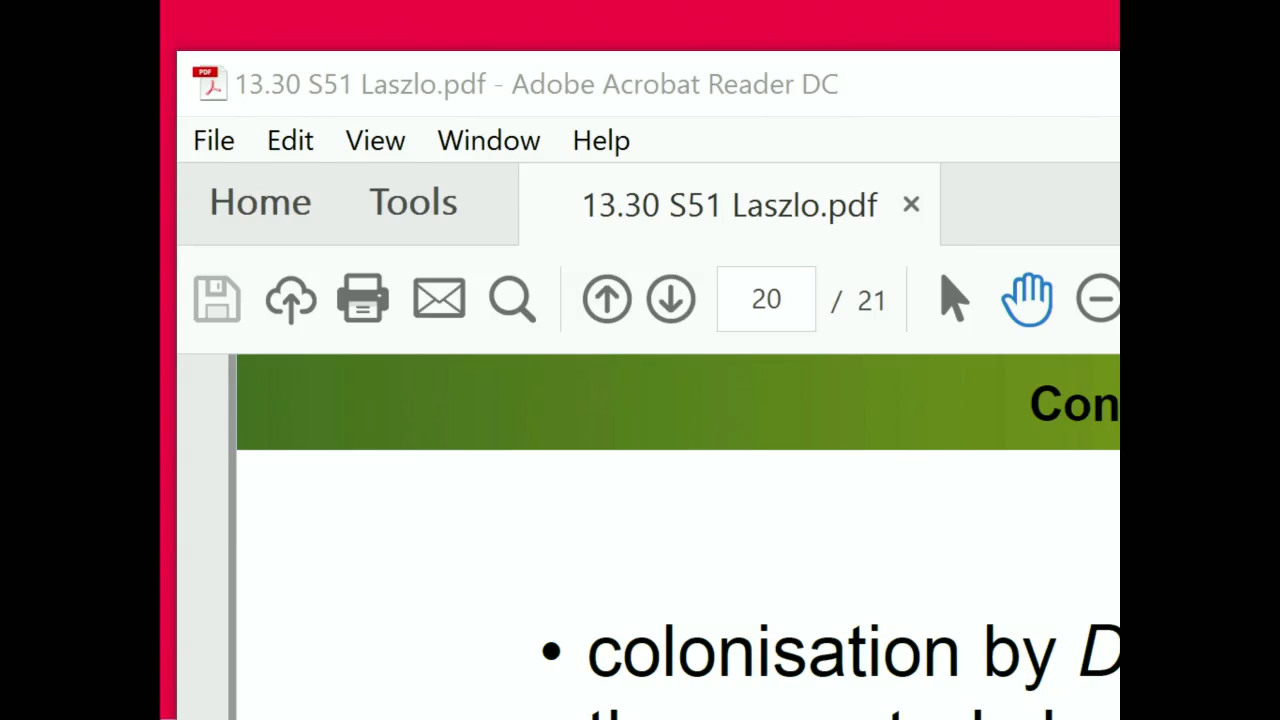 13.30 S51 Laszlo.pdf - Adobe Acrobat Reader DC
File Edit View Window Help
Home Tools 13.30 S51 Laszlo.pdf ×
20 / 21
Con
• colonisation by D